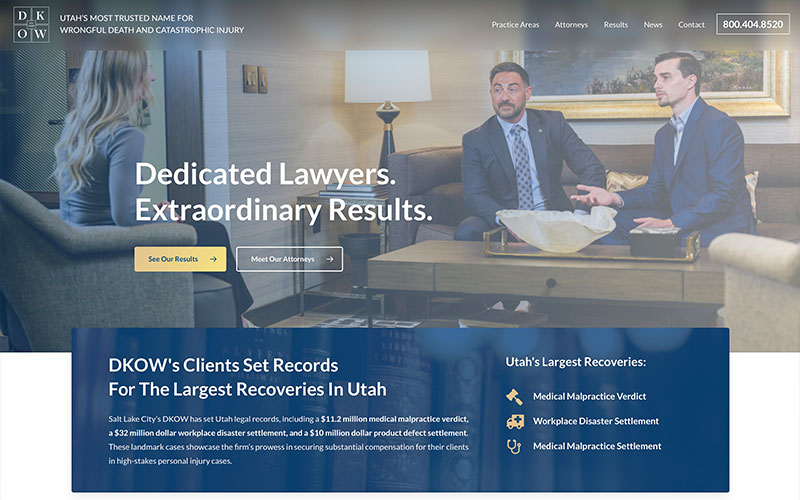 D K
O W
UTAH'S MOST TRUSTED NAME FOR
WRONGFUL DEATH AND CATASTROPHIC INJURY
Practice Areas Attorneys Results News Contact 800.404.8520
Dedicated Lawyers.
Extraordinary Results.
See Our Results → Meet Our Attorneys →
DKOW's Clients Set Records
For The Largest Recoveries In Utah
Salt Lake City's DKOW has set Utah legal records, including a $11.2 million medical malpractice verdict,
a $32 million dollar workplace disaster settlement, and a $10 million dollar product defect settlement.
These landmark cases showcase the firm's prowess in securing substantial compensation for their clients
in high-stakes personal injury cases.
Utah's Largest Recoveries:
Medical Malpractice Verdict
Workplace Disaster Settlement
Medical Malpractice Settlement